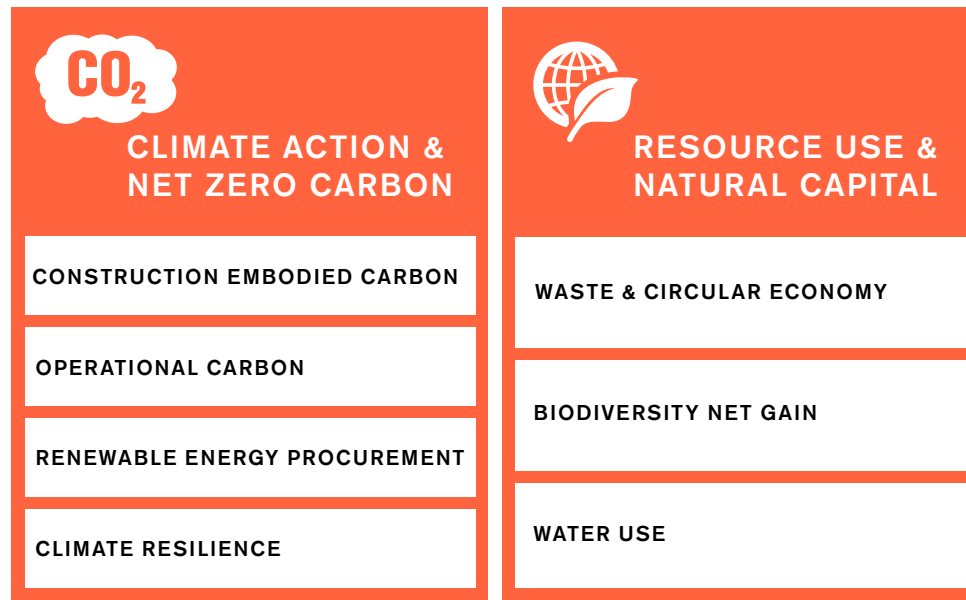 CO₂
CLIMATE ACTION &
NET ZERO CARBON
CONSTRUCTION EMBODIED CARBON
OPERATIONAL CARBON
RENEWABLE ENERGY PROCUREMENT
CLIMATE RESILIENCE
RESOURCE USE &
NATURAL CAPITAL
WASTE & CIRCULAR ECONOMY
BIODIVERSITY NET GAIN
WATER USE